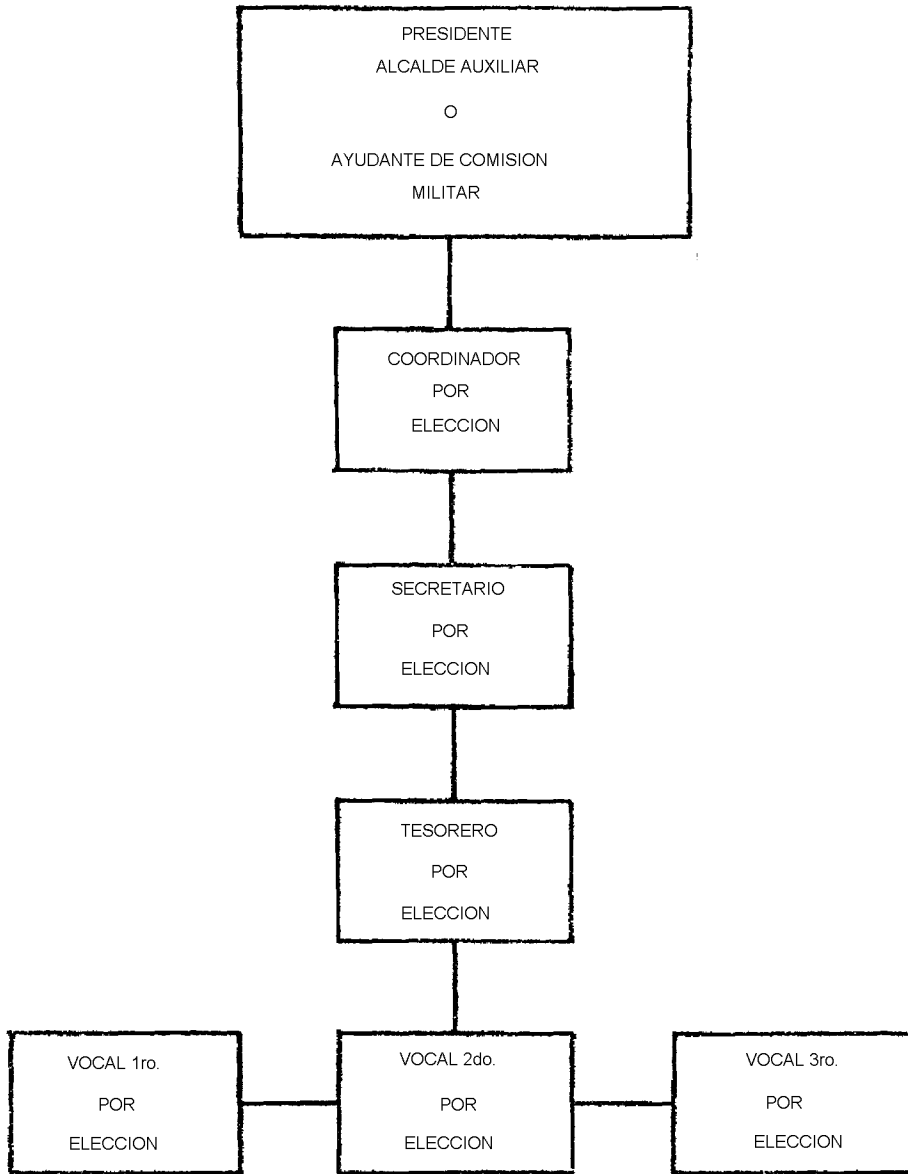 PRESIDENTE
ALCALDE AUXILIAR
O
AYUDANTE DE COMISION
MILITAR
COORDINADOR
POR
ELECCION
SECRETARIO
POR
ELECCION
TESORERO
POR
ELECCION
VOCAL 1ro.
POR
ELECCION
VOCAL 2do.
POR
ELECCION
VOCAL 3ro.
POR
ELECCION